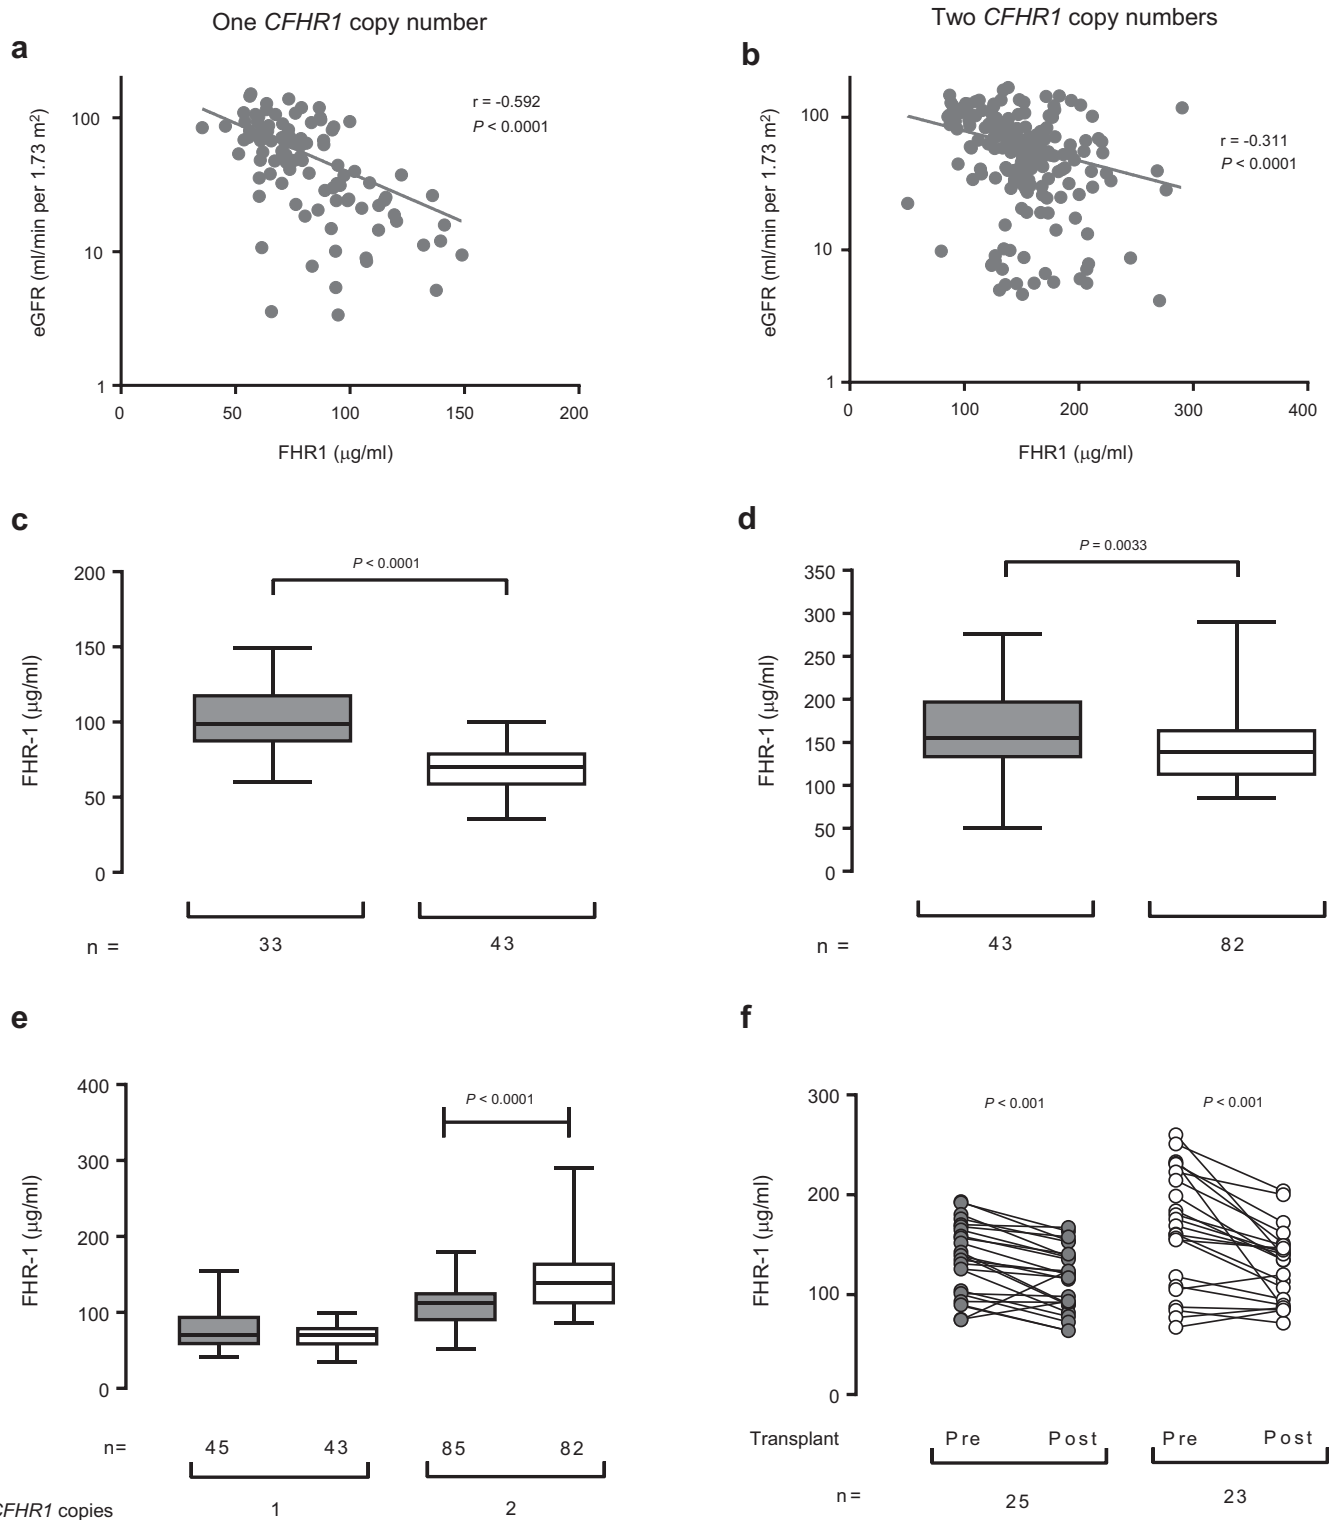 One CFHR1 copy number
Two CFHR1 copy numbers
a
eGFR (ml/min per 1.73 m²)
r = -0.592
P < 0.0001
100
10
1
0 50 100 150 200
FHR1 (μg/ml)
b
eGFR (ml/min per 1.73 m²)
r = -0.311
P < 0.0001
100
10
1
0 100 200 300 400
FHR1 (μg/ml)
c
FHR-1 (μg/ml)
P < 0.0001
200
150
100
50
0
n = 33 43
d
FHR-1 (μg/ml)
P = 0.0033
350
300
250
200
150
100
50
0
n = 43 82
e
FHR-1 (μg/ml)
P < 0.0001
400
300
200
100
0
n= 45 43 85 82
CFHR1 copies 1 2
f
FHR-1 (μg/ml)
P < 0.001 P < 0.001
300
200
100
0
Transplant Pre Post Pre Post
n= 25 23